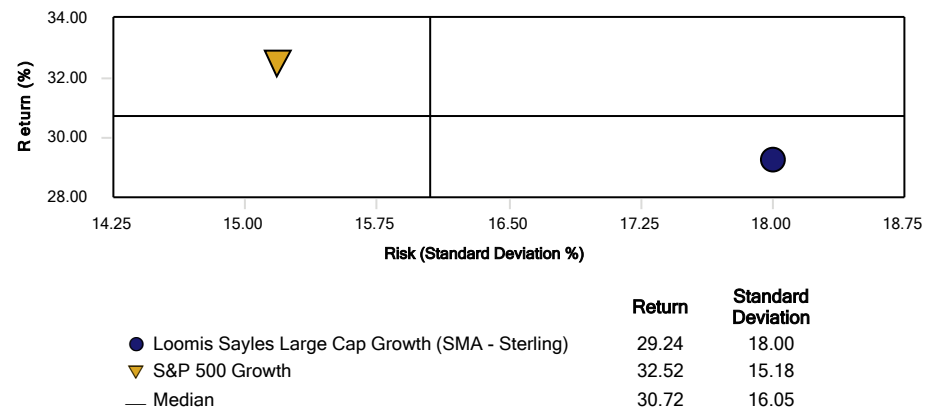 34.00
32.00
30.00
28.00
Return (%)
14.25 15.00 15.75 16.50 17.25 18.00 18.75
Risk (Standard Deviation %)
Return Standard Deviation
Loomis Sayles Large Cap Growth (SMA - Sterling) 29.24 18.00
S&P 500 Growth 32.52 15.18
Median 30.72 16.05